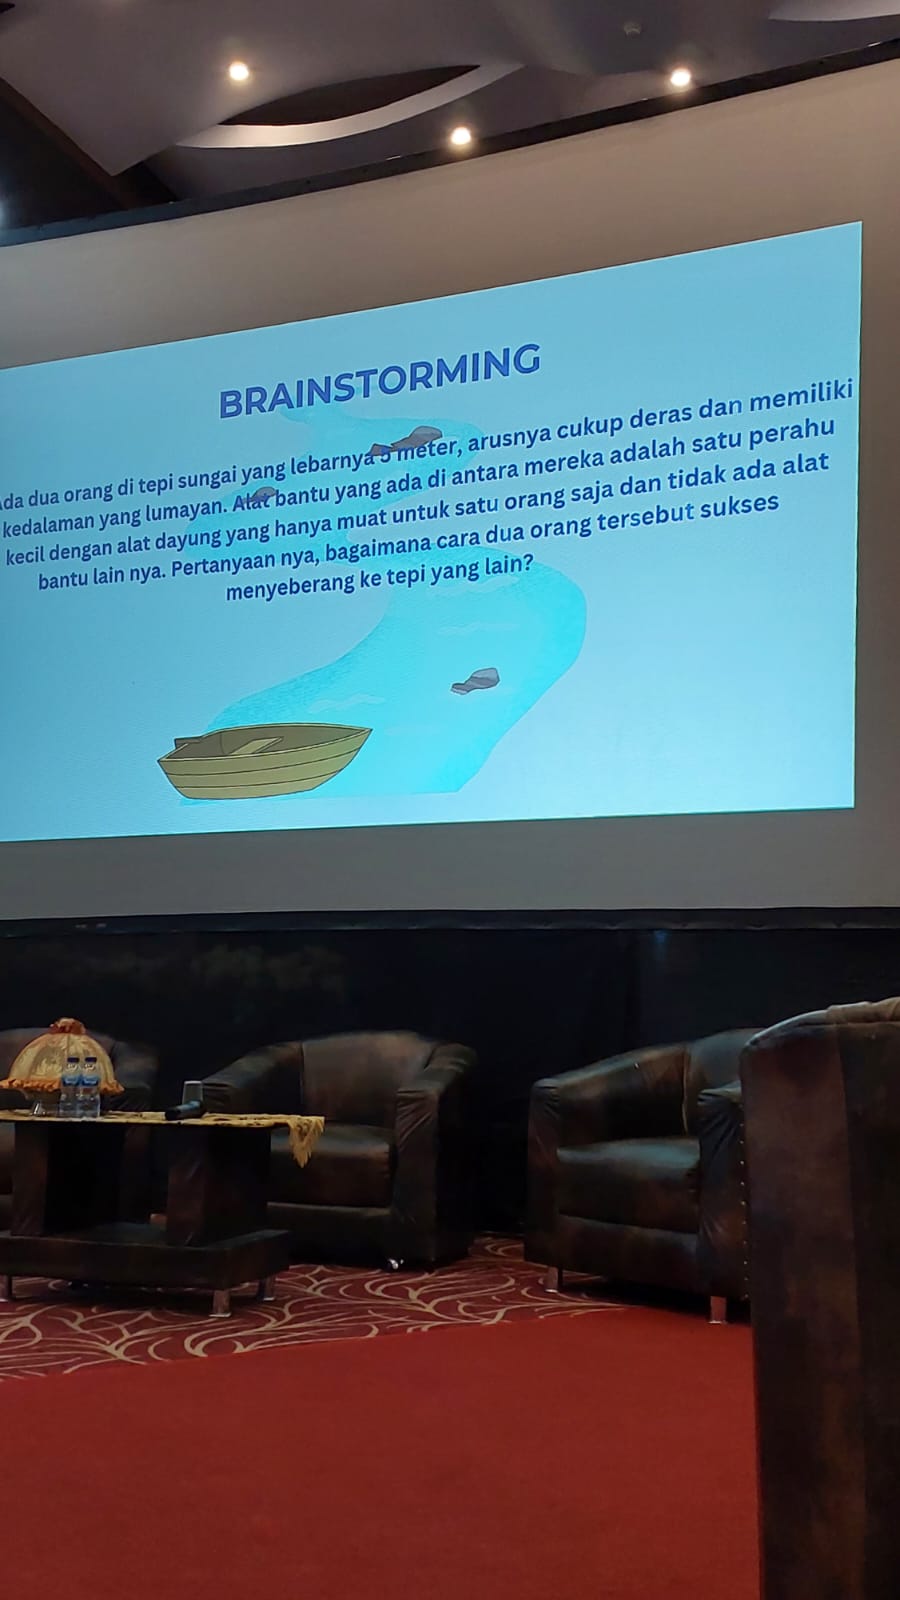 BRAINSTORMING
Ada dua orang di tepi sungai yang lebarnya 5 meter, arusnya cukup deras dan memiliki
kedalaman yang lumayan. Alat bantu yang ada di antara mereka adalah satu perahu
kecil dengan alat dayung yang hanya muat untuk satu orang saja dan tidak ada alat
bantu lain nya. Pertanyaan nya, bagaimana cara dua orang tersebut sukses
menyeberang ke tepi yang lain?